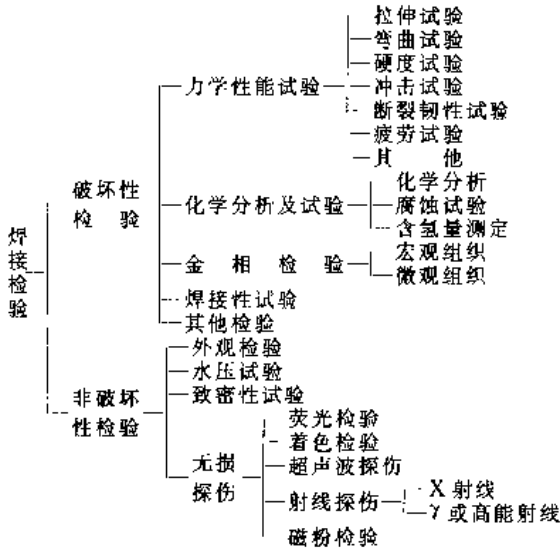 焊接检验
破坏性
检验
力学性能试验
拉伸试验
弯曲试验
硬度试验
冲击试验
断裂韧性试验
疲劳试验
其他
化学分析及试验
化学分析
腐蚀试验
含氢量测定
金相检验
宏观组织
微观组织
焊接性试验
其他检验
非破坏
性检验
外观检验
水压试验
致密性试验
无损
探伤
荧光检验
着色检验
超声波探伤
射线探伤
X射线
γ或高能射线
磁粉检验